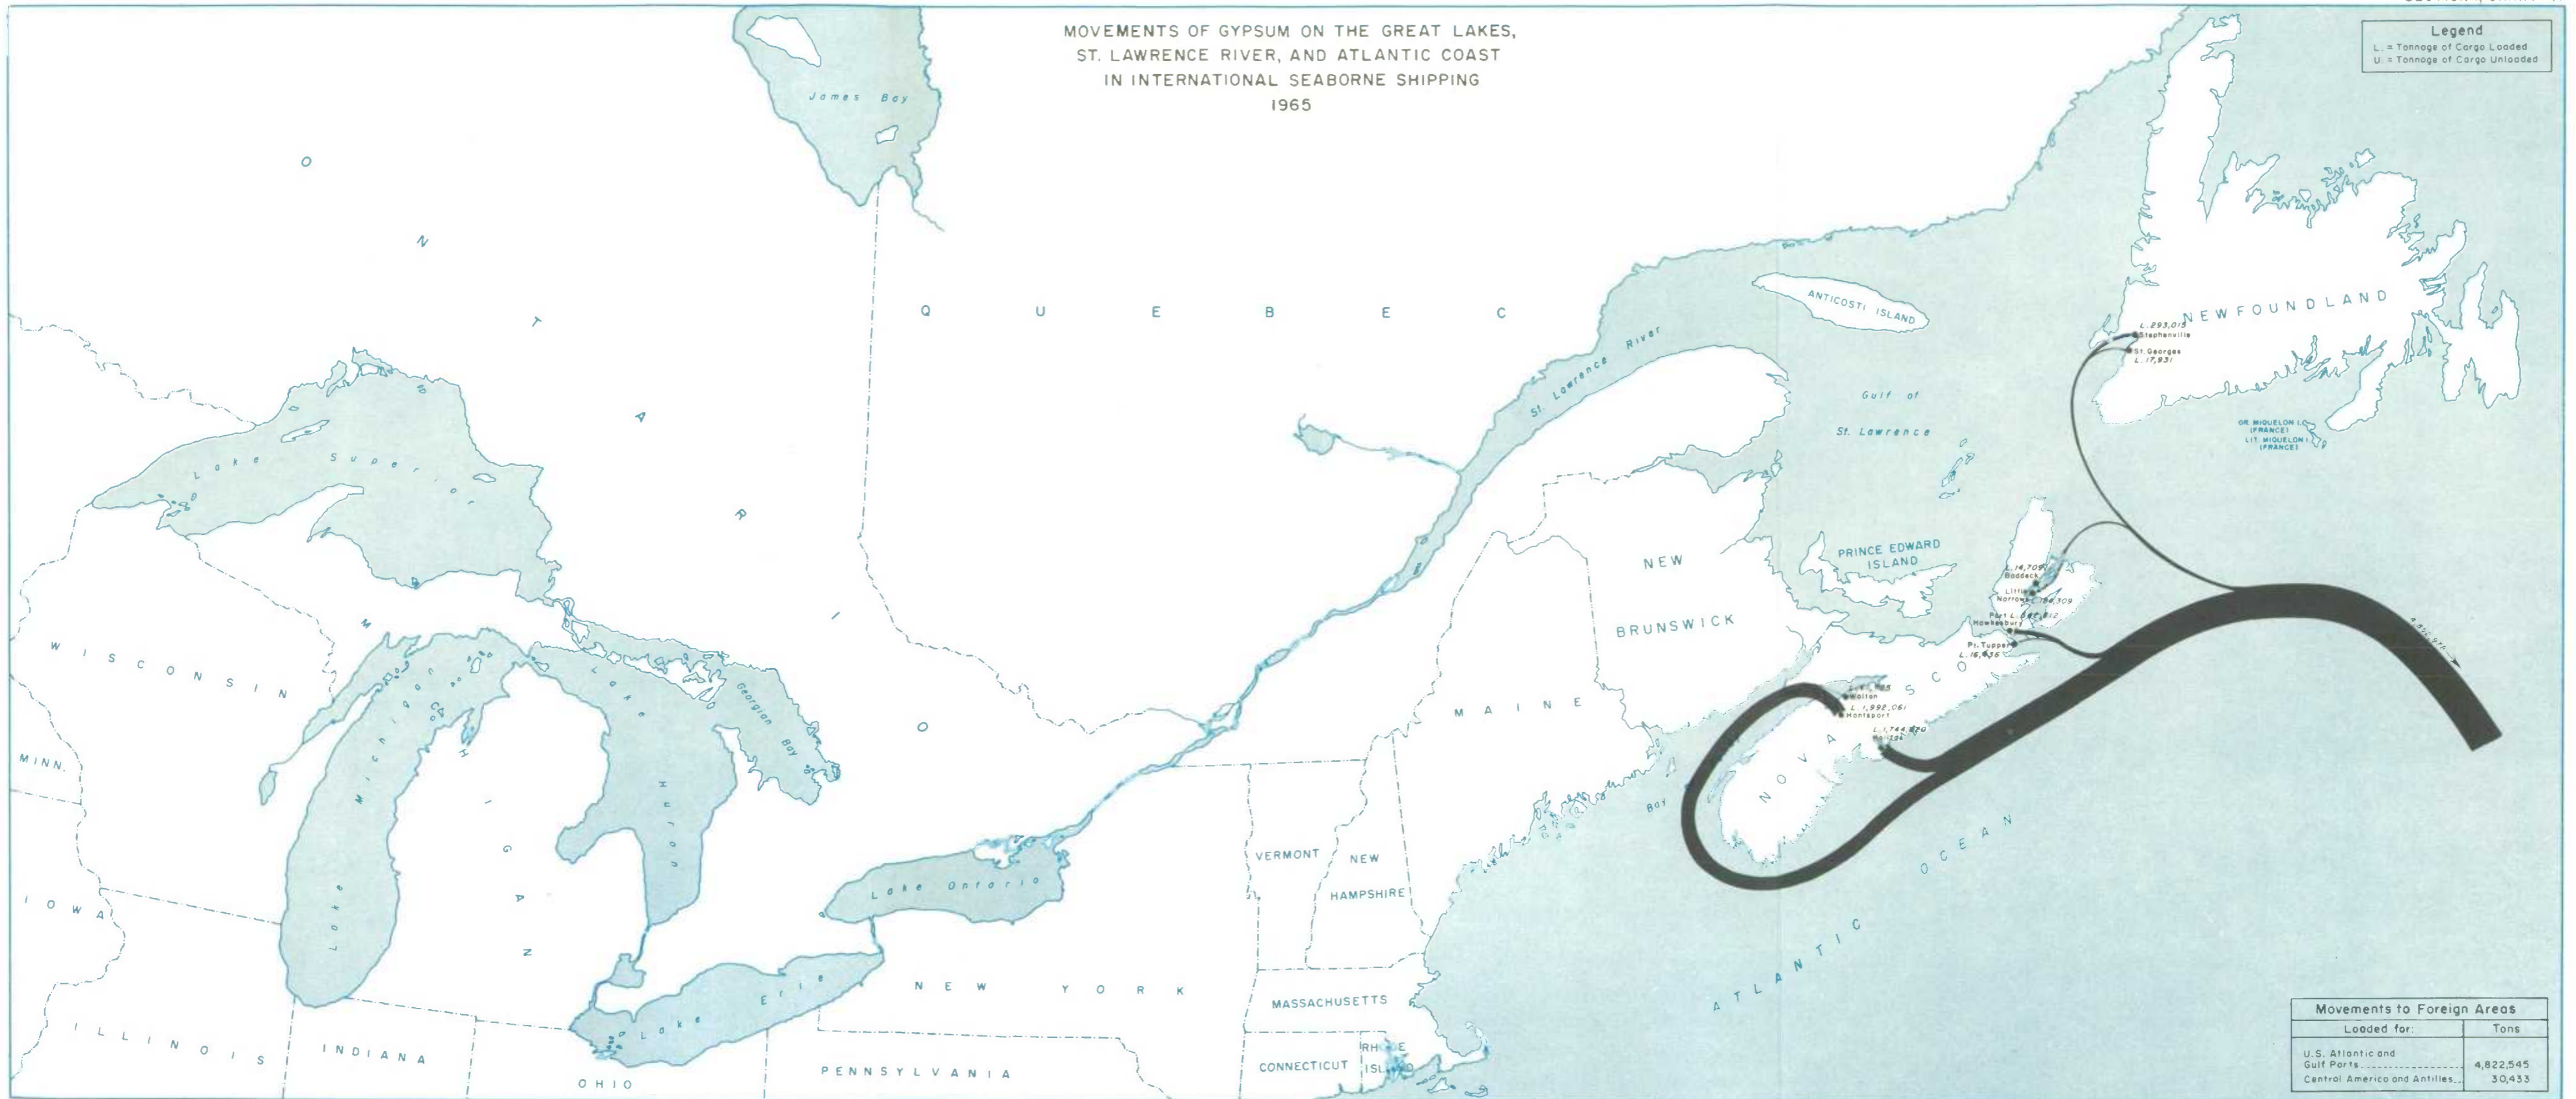 MOVEMENTS OF GYPSUM ON THE GREAT LAKES,
ST. LAWRENCE RIVER, AND ATLANTIC COAST
IN INTERNATIONAL SEABORNE SHIPPING
1965
Legend
L. = Tonnage of Cargo Loaded
U. = Tonnage of Cargo Unloaded
James Bay
ONTARIO
QUEBEC
ANTICOSTI ISLAND
NEWFOUNDLAND
L. 293,015
Stephenville
St. Georges
L. 17,931
St. Lawrence River
Gulf of
St. Lawrence
GR. MIQUELON I.
(FRANCE)
LIT. MIQUELON I.
(FRANCE)
Lake Superior
PRINCE EDWARD
ISLAND
NEW
BRUNSWICK
L. 14,709
Baddeck
Little
Narrows
Port
Hawkesbury
Pt. Tupper
Walton
L. 1,992,061
Hantsport
Halifax
NOVA SCO
WISCONSIN
MICHIGAN
Lake Michigan
Lake Huron
Georgian Bay
MAINE
Bay
MINN.
IOWA
VERMONT
NEW
HAMPSHIRE
Lake Ontario
ATLANTIC OCEAN
Lake Erie
NEW YORK
MASSACHUSETTS
ILLINOIS
INDIANA
OHIO
PENNSYLVANIA
CONNECTICUT
RHODE
ISLAND
Movements to Foreign Areas
Loaded for: Tons
U.S. Atlantic and
Gulf Ports 4,822,545
Central America and Antilles 30,433